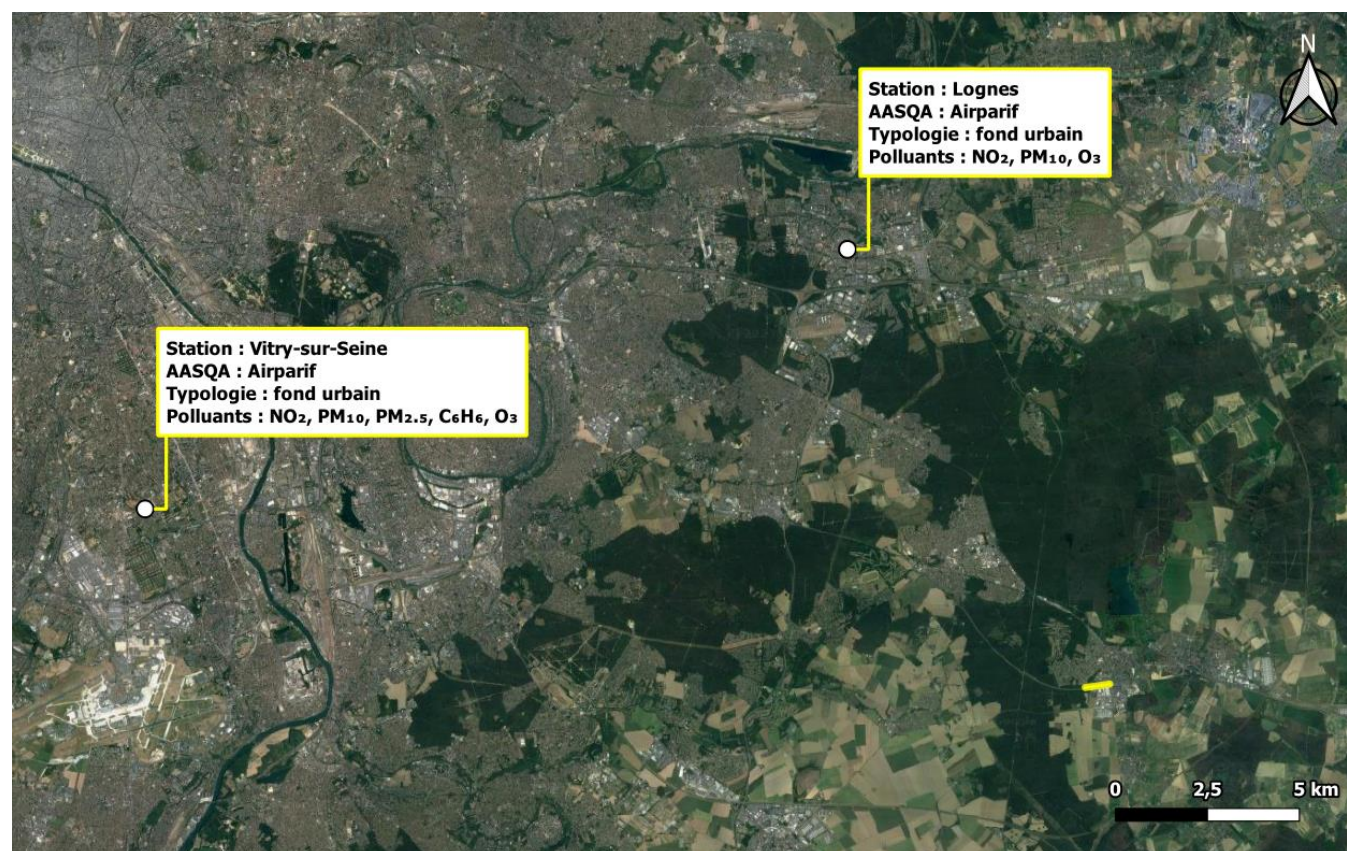 N
Station : Lognes
AASQA : Airparif
Typologie : fond urbain
Polluants : NO₂, PM₁₀, O₃
Station : Vitry-sur-Seine
AASQA : Airparif
Typologie : fond urbain
Polluants : NO₂, PM₁₀, PM₂.₅, C₆H₆, O₃
0 2,5 5 km